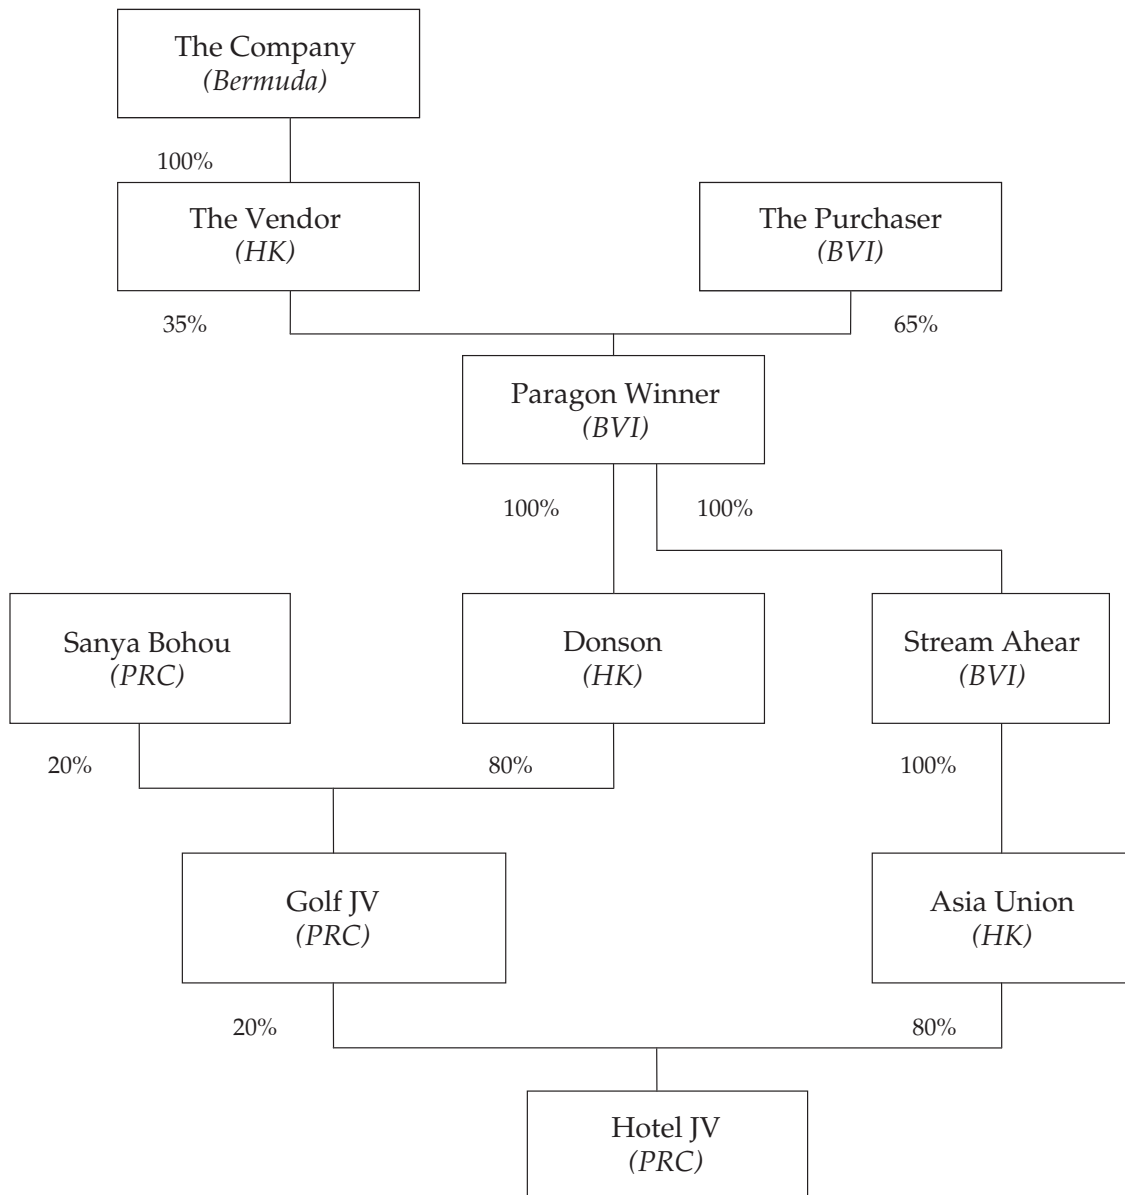 The Company
(Bermuda)
100%
The Vendor
(HK)
The Purchaser
(BVI)
35%
65%
Paragon Winner
(BVI)
100%
100%
Sanya Bohou
(PRC)
Donson
(HK)
Stream Ahear
(BVI)
20%
80%
100%
Golf JV
(PRC)
Asia Union
(HK)
20%
80%
Hotel JV
(PRC)